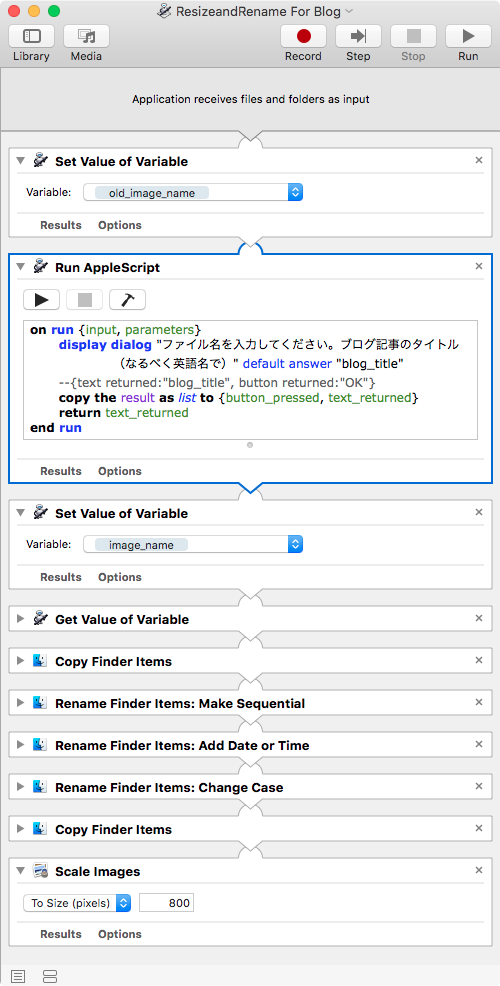 ResizeandRename For Blog
Library Media Record Step Stop Run
Application receives files and folders as input
Set Value of Variable
Variable: old_image_name
Results Options
Run AppleScript
on run {input, parameters}
display dialog "ファイル名を入力してください。ブログ記事のタイトル
（なるべく英語名で）" default answer "blog_title"
--{text returned:"blog_title", button returned:"OK"}
copy the result as list to {button_pressed, text_returned}
return text_returned
end run
Results Options
Set Value of Variable
Variable: image_name
Results Options
Get Value of Variable
Copy Finder Items
Rename Finder Items: Make Sequential
Rename Finder Items: Add Date or Time
Rename Finder Items: Change Case
Copy Finder Items
Scale Images
To Size (pixels) 800
Results Options